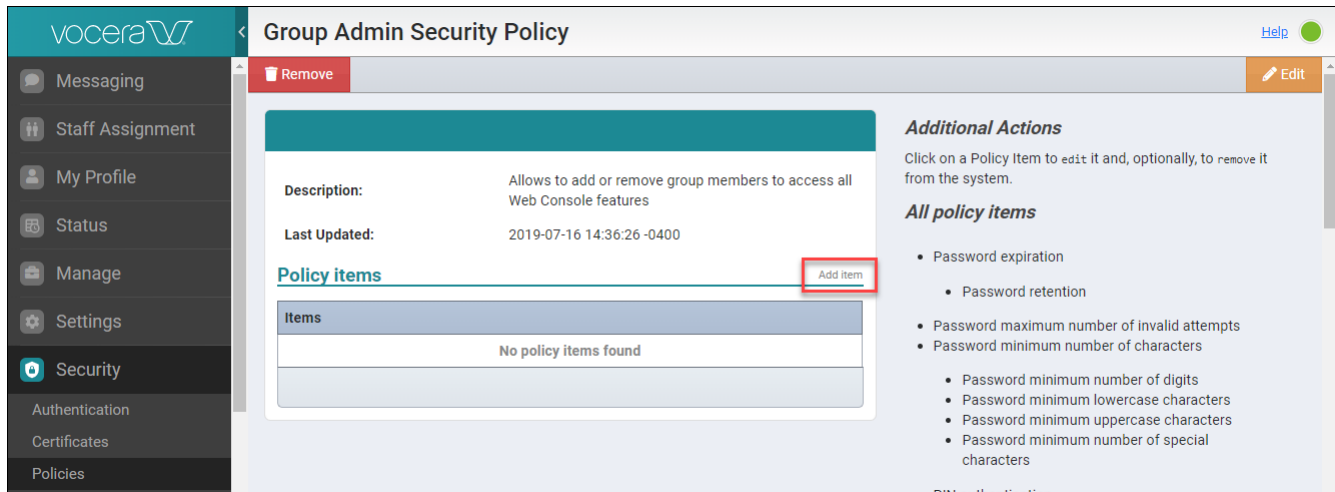 vocera
Group Admin Security Policy
Help
Messaging
Staff Assignment
My Profile
Status
Manage
Settings
Security
Authentication
Certificates
Policies
Remove
Edit
Description:
Allows to add or remove group members to access all
Web Console features
Last Updated:
2019-07-16 14:36:26 -0400
Policy items
Add item
Items
No policy items found
Additional Actions
Click on a Policy Item to edit it and, optionally, to remove it
from the system.
All policy items
Password expiration
Password retention
Password maximum number of invalid attempts
Password minimum number of characters
Password minimum number of digits
Password minimum lowercase characters
Password minimum uppercase characters
Password minimum number of special
characters